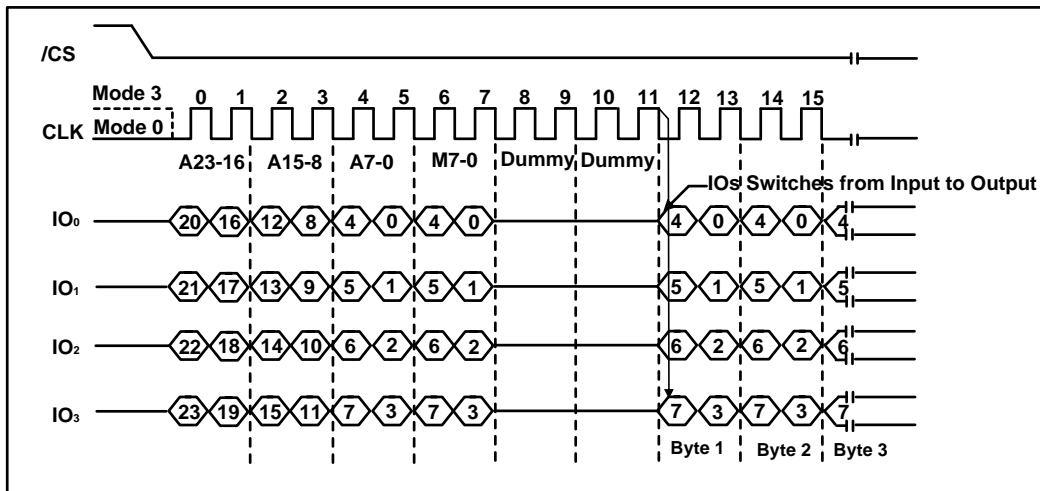 /CS
Mode 3 0 1 2 3 4 5 6 7 8 9 10 11 12 13 14 15
CLK Mode 0
A23-16 A15-8 A7-0 M7-0 Dummy Dummy
IOs Switches from Input to Output
IO₀ 20 16 12 8 4 0 4 0 4 0 4 0 4
IO₁ 21 17 13 9 5 1 5 1 5 1 5 1 5
IO₂ 22 18 14 10 6 2 6 2 6 2 6 2 6
IO₃ 23 19 15 11 7 3 7 3 7 3 7 3 7
Byte 1 Byte 2 Byte 3